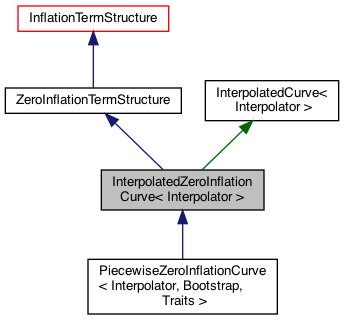 InflationTermStructure
ZeroInflationTermStructure
InterpolatedCurve<
Interpolator >
InterpolatedZeroInflation
Curve< Interpolator >
PiecewiseZeroInflationCurve
< Interpolator, Bootstrap,
Traits >